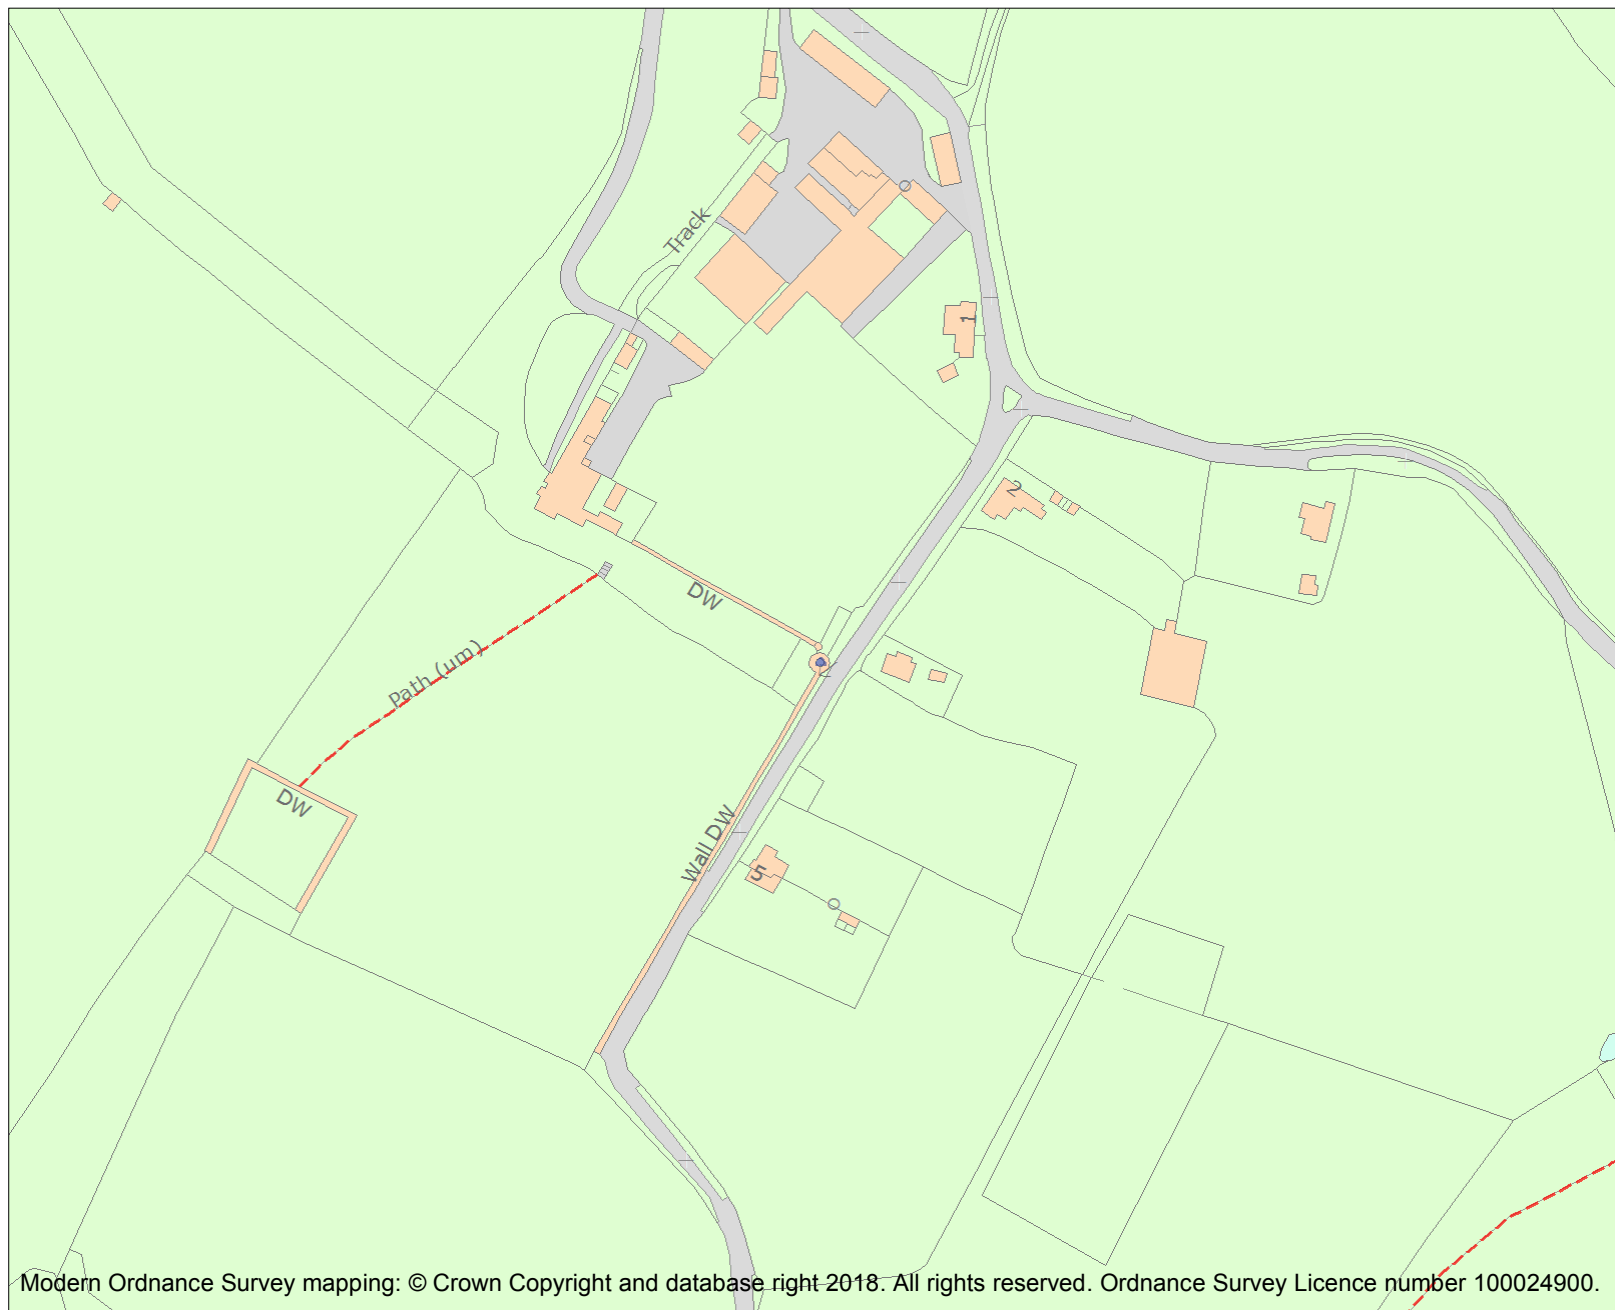 Track
1
2
DW
Path (um)
DW
Wall DW
5
Modern Ordnance Survey mapping: © Crown Copyright and database right 2018. All rights reserved. Ordnance Survey Licence number 100024900.